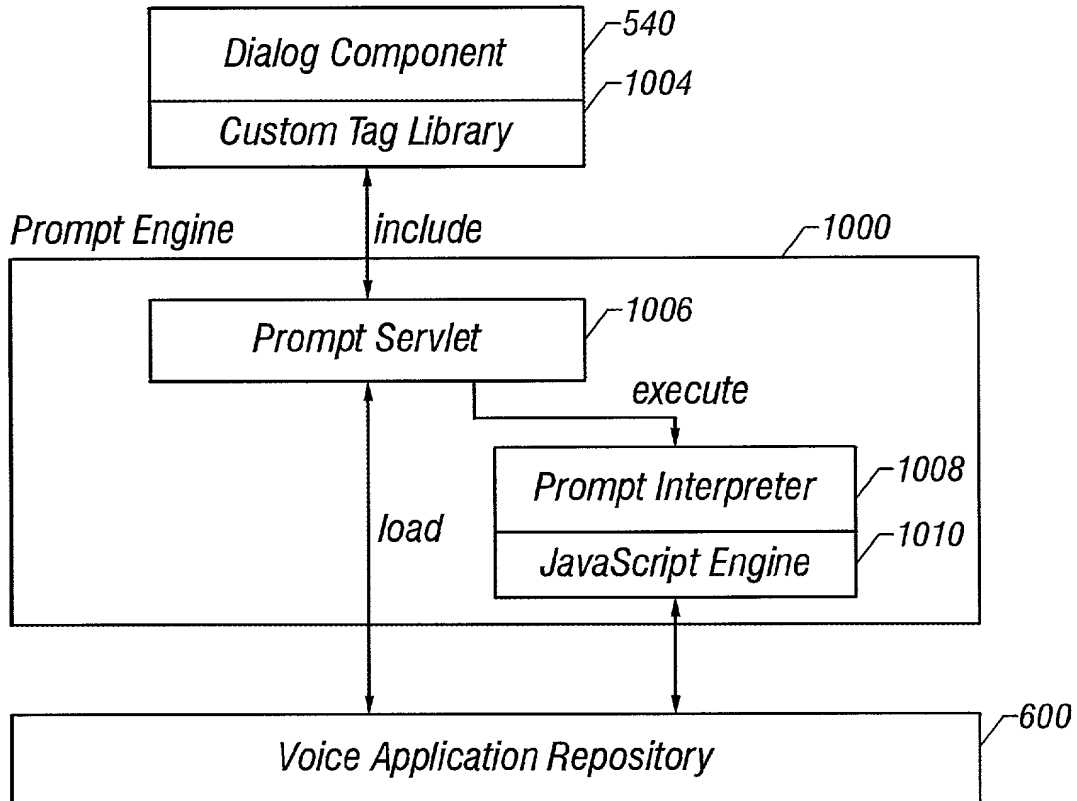 Dialog Component
540
Custom Tag Library
1004
Prompt Engine
include
1000
Prompt Servlet
1006
execute
Prompt Interpreter
1008
load
JavaScript Engine
1010
Voice Application Repository
600